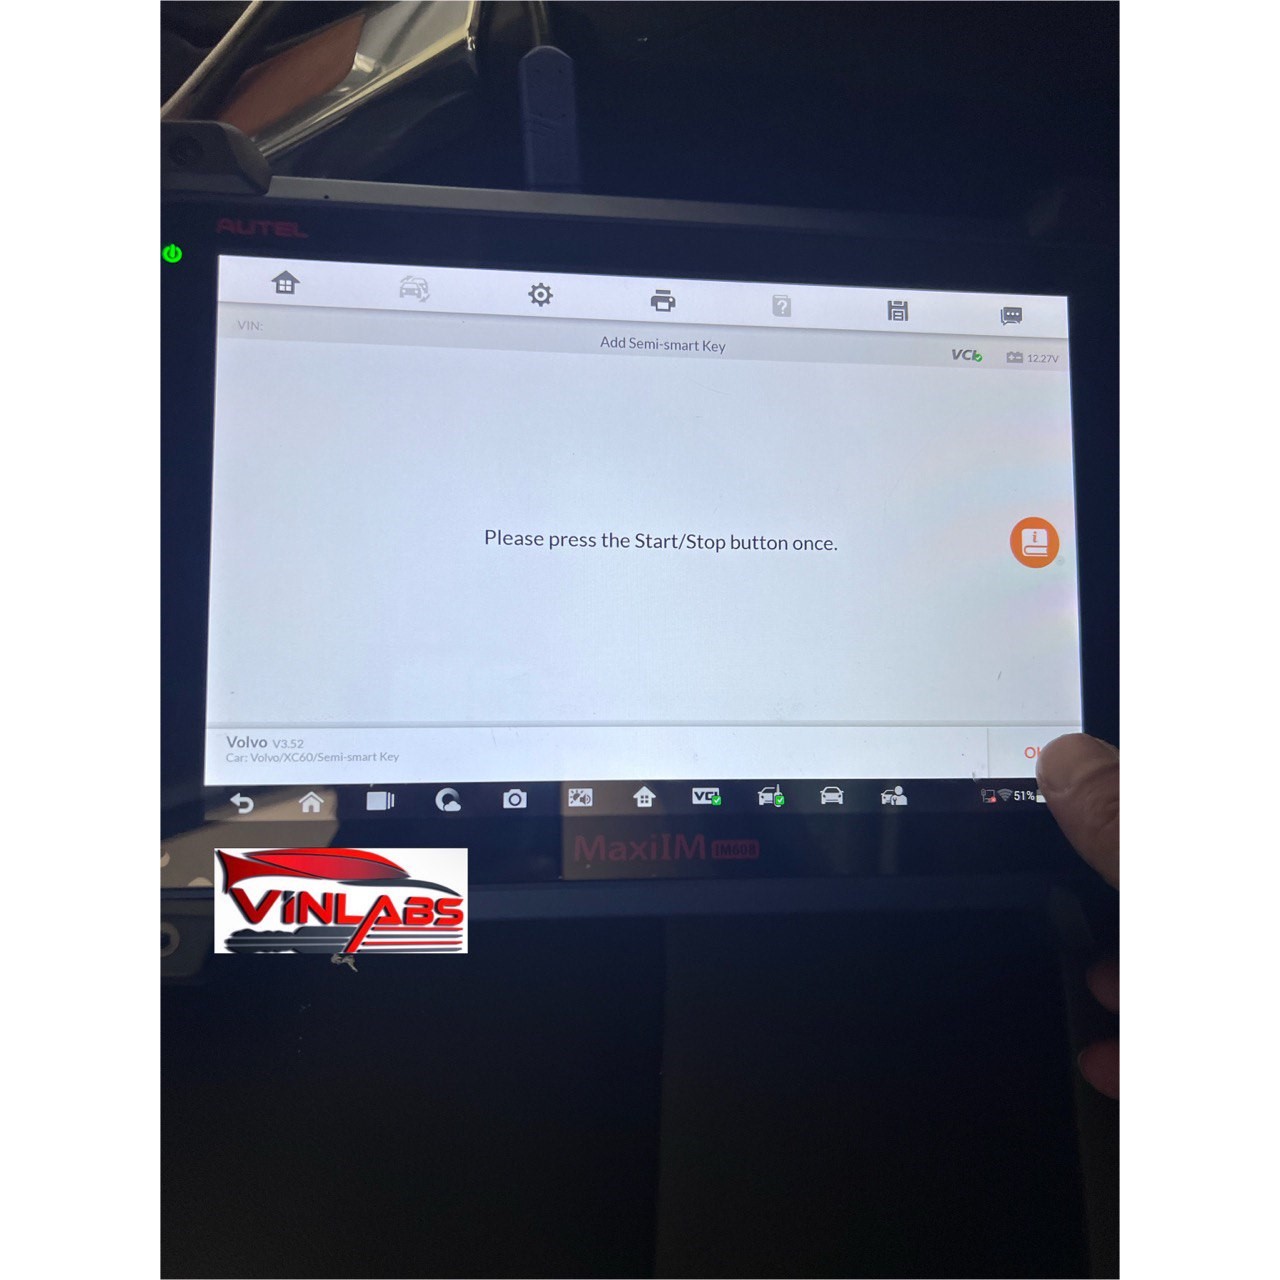 AUTEL
VIN:
Add Semi-smart Key
VCI
12.27V
Please press the Start/Stop button once.
i
Volvo V3.52
Car: Volvo/XC60/Semi-smart Key
VCI
51%
MaxiIM IM608
VINLABS